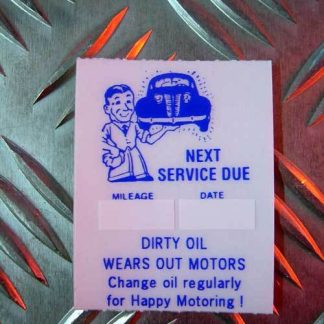 NEXT
SERVICE DUE
MILEAGE DATE
DIRTY OIL
WEARS OUT MOTORS
Change oil regularly
for Happy Motoring !